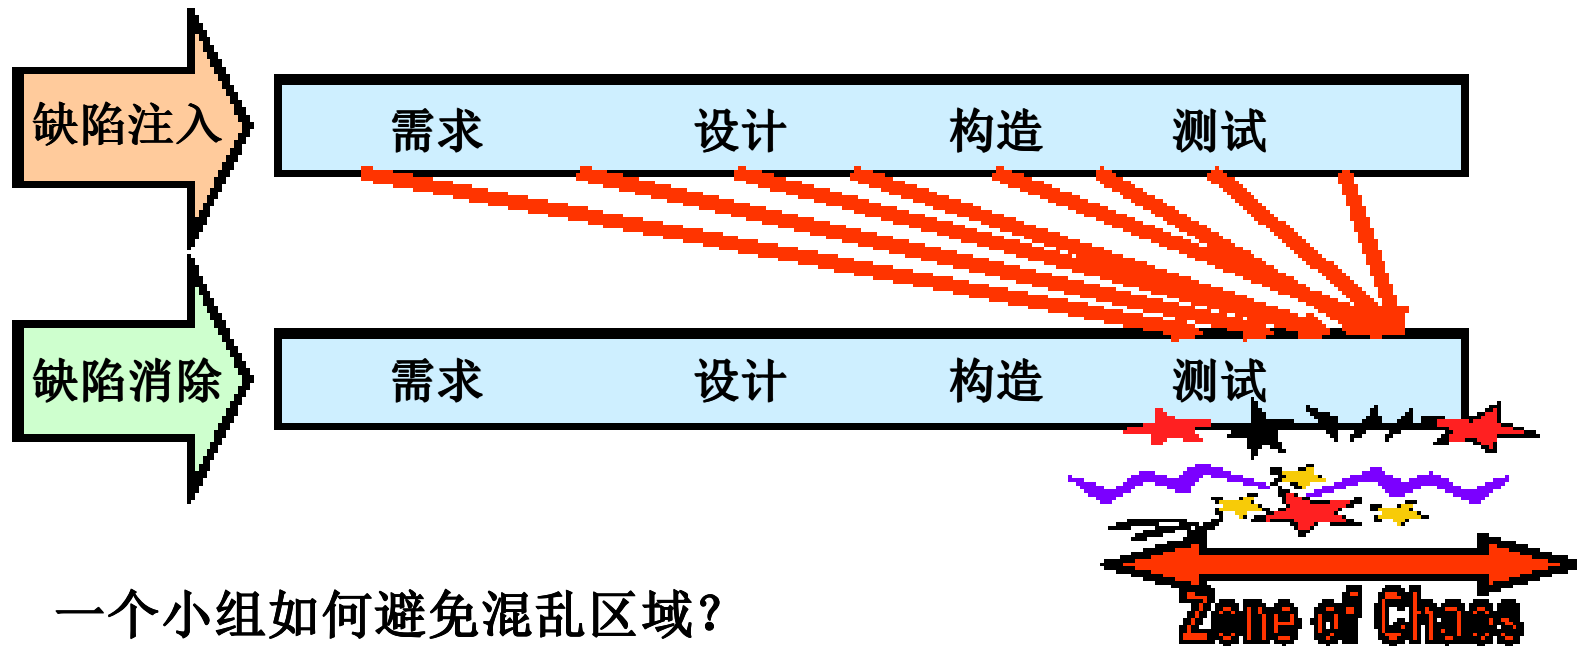 缺陷注入
需求 设计 构造 测试
缺陷消除
需求 设计 构造 测试
一个小组如何避免混乱区域？
Zone of Chaos